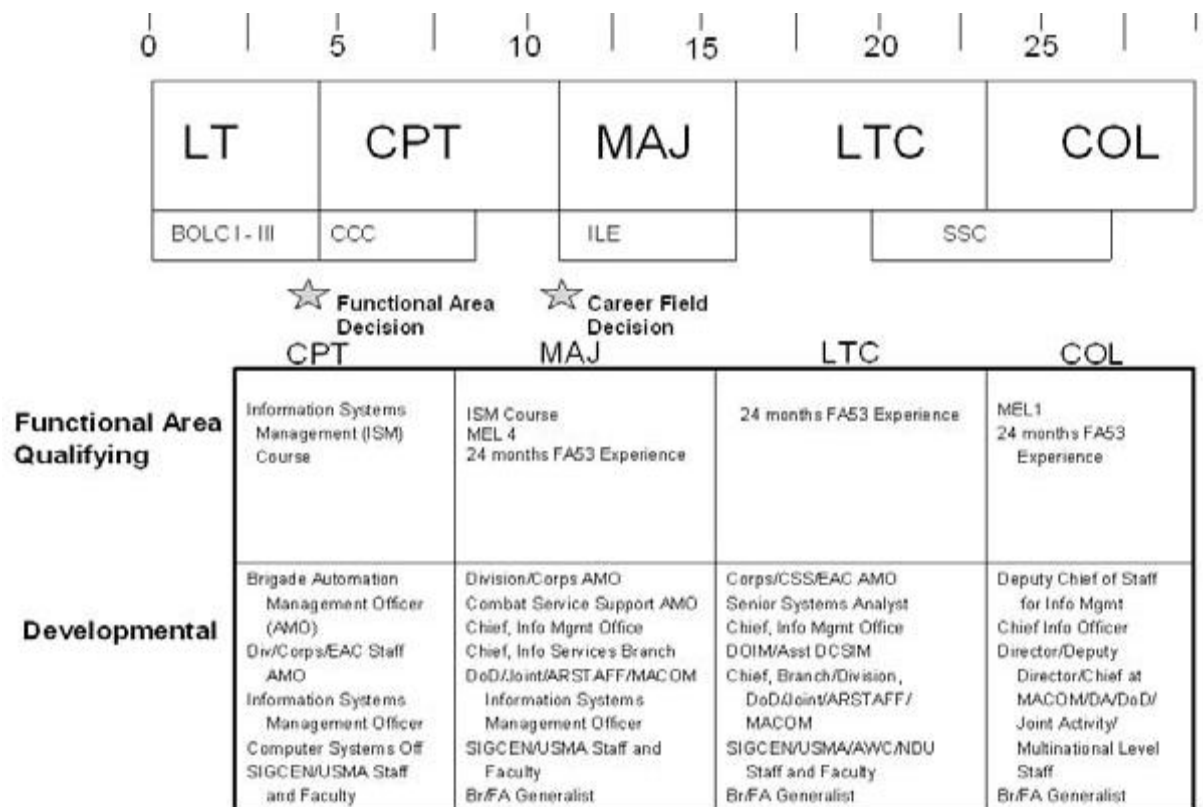 0 5 10 15 20 25
LT CPT MAJ LTC COL
BOLC I - III CCC ILE SSC
Functional Area
Decision
Career Field
Decision
CPT MAJ LTC COL
Functional Area
Qualifying
Information Systems
Management (ISM)
Course
ISM Course
MEL 4
24 months FA53 Experience
24 months FA53 Experience
MEL1
24 months FA53
Experience
Developmental
Brigade Automation
Management Officer
(AMO)
Div/Corps/EAC Staff
AMO
Information Systems
Management Officer
Computer Systems Off
SIGCEN/USMA Staff
and Faculty
Division/Corps AMO
Combat Service Support AMO
Chief, Info Mgmt Office
Chief, Info Services Branch
DoD/Joint/ARSTAFF/MACOM
Information Systems
Management Officer
SIGCEN/USMA Staff and
Faculty
Br/FA Generalist
Corps/CSS/EAC AMO
Senior Systems Analyst
Chief, Info Mgmt Office
DOIM/Asst DCSIM
Chief, Branch/Division,
DoD/Joint/ARSTAFF/
MACOM
SIGCEN/USMA/AWC/NDU
Staff and Faculty
Br/FA Generalist
Deputy Chief of Staff
for Info Mgmt
Chief Info Officer
Director/Deputy
Director/Chief at
MACOM/DA/DoD/
Joint Activity/
Multinational Level
Staff
Br/FA Generalist